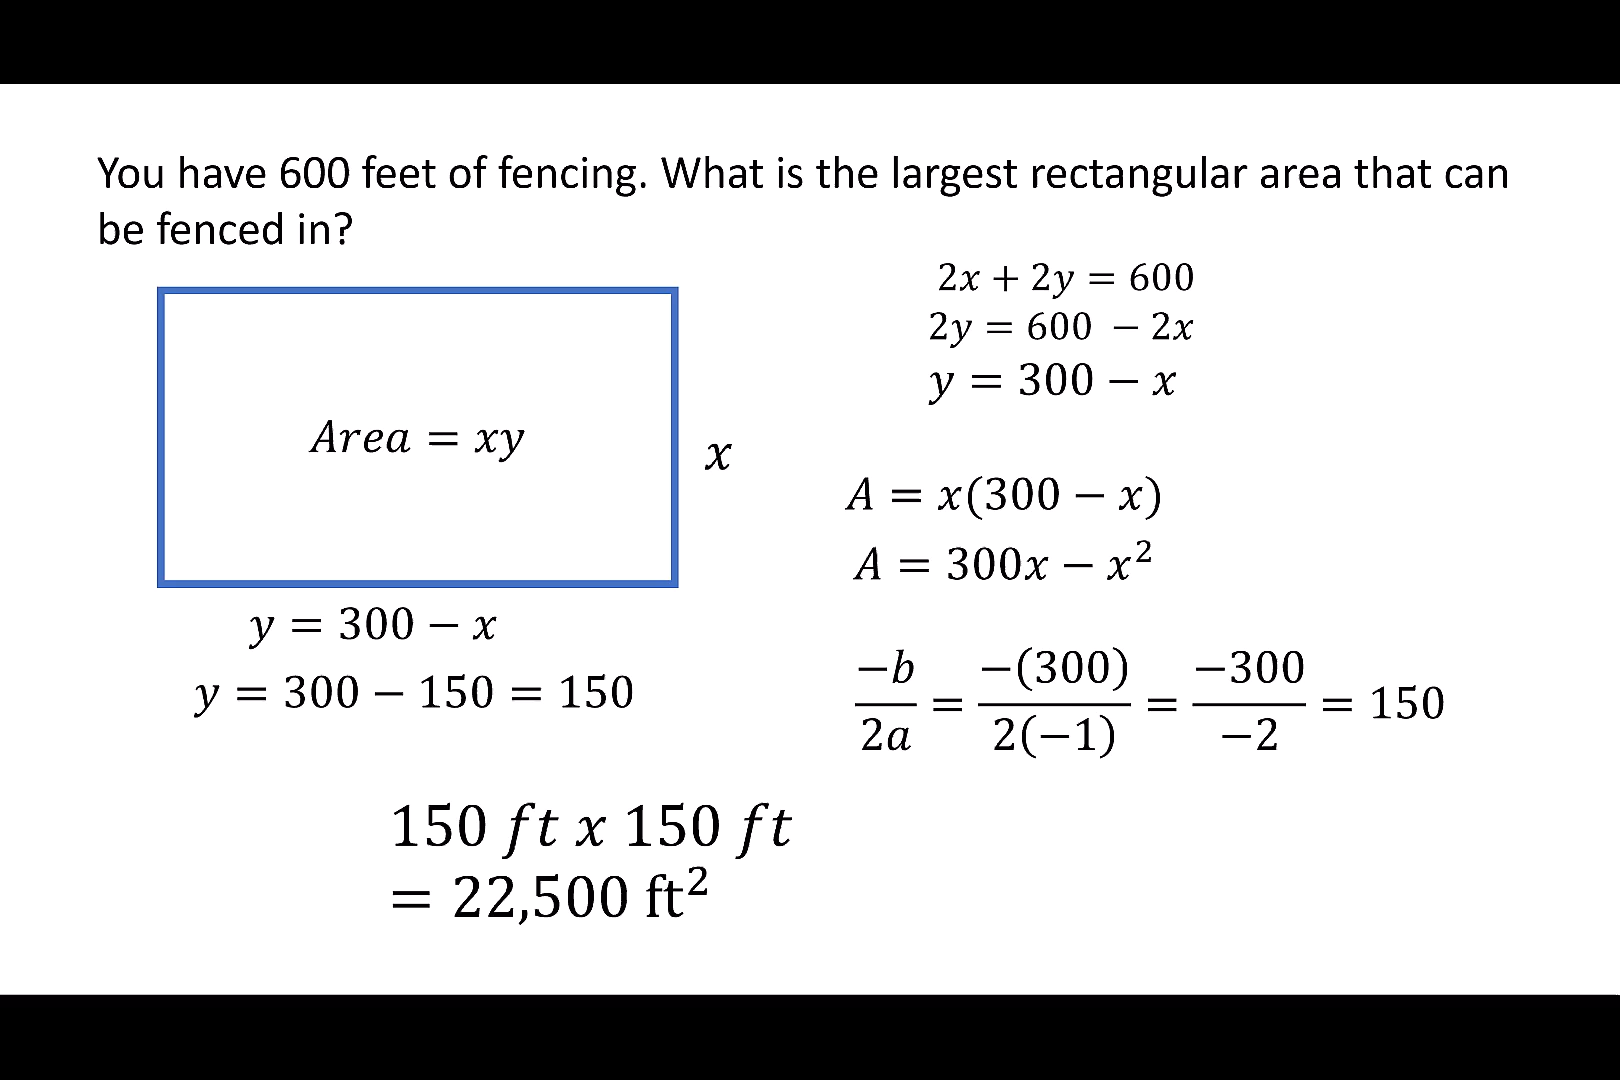 You have 600 feet of fencing. What is the largest rectangular area that can
be fenced in?
2x + 2y = 600
2y = 600 − 2x
y = 300 − x
Area = xy
x
A = x(300 − x)
A = 300x − x²
y = 300 − x
y = 300 − 150 = 150
−b/2a = −(300)/2(−1) = −300/−2 = 150
150 ft x 150 ft
= 22,500 ft²